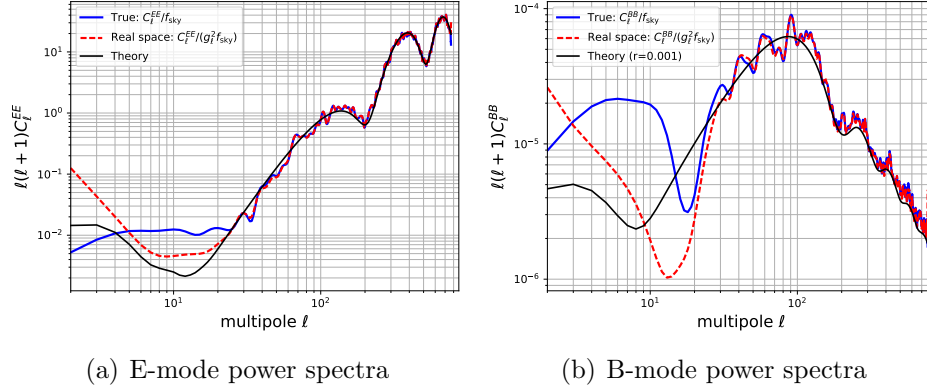 True: $C_\ell^{EE}/f_{\rm sky}$
Real space: $C_\ell^{EE}/(g_\ell^2 f_{\rm sky})$
Theory
$10^1$
$10^0$
$10^{-1}$
$10^{-2}$
$\ell(\ell+1)C_\ell^{EE}$
$10^1$ $10^2$
multipole $\ell$
True: $C_\ell^{BB}/f_{\rm sky}$
Real space: $C_\ell^{BB}/(g_\ell^2 f_{\rm sky})$
Theory (r=0.001)
$10^{-4}$
$10^{-5}$
$10^{-6}$
$\ell(\ell+1)C_\ell^{BB}$
$10^1$ $10^2$
multipole $\ell$
(a) E-mode power spectra
(b) B-mode power spectra